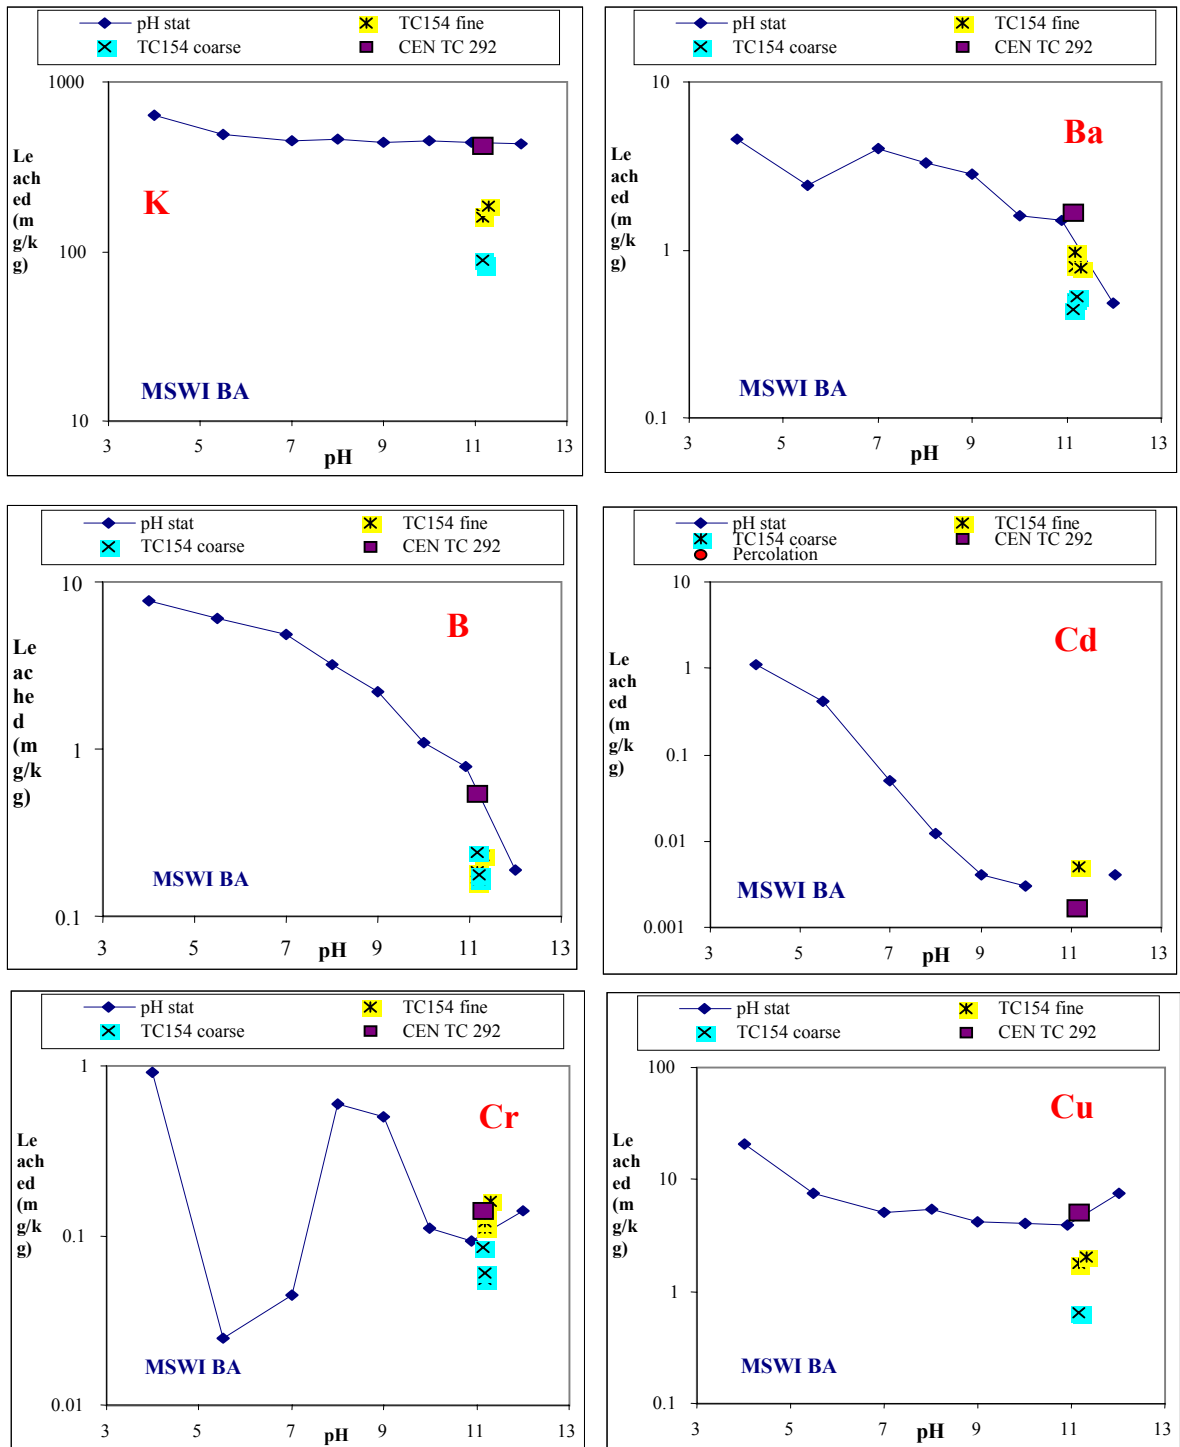 pH stat TC154 fine
TC154 coarse CEN TC 292
1000
100
10
Le
ached
(m
g/k
g)
K
MSWI BA
3 5 7 9 11 13
pH
pH stat TC154 fine
TC154 coarse CEN TC 292
10
1
0.1
Le
ach
ed
(m
g/k
g)
Ba
MSWI BA
3 5 7 9 11 13
pH
pH stat TC154 fine
TC154 coarse CEN TC 292
10
1
0.1
Le
ac
he
d
(m
g/k
g)
B
MSWI BA
3 7 9 11 13
pH
pH stat TC154 fine
TC154 coarse CEN TC 292
Percolation
10
1
0.1
0.01
0.001
Le
ach
ed
(m
g/k
g)
Cd
MSWI BA
3 5 7 9 11 13
pH
pH stat TC154 fine
TC154 coarse CEN TC 292
1
0.1
0.01
Le
ach
ed
(m
g/k
g)
Cr
MSWI BA
3 5 7 9 11 13
pH
pH stat TC154 fine
TC154 coarse CEN TC 292
100
10
1
0.1
Le
ach
ed
(m
g/k
g)
Cu
MSWI BA
3 5 7 9 11 13
pH